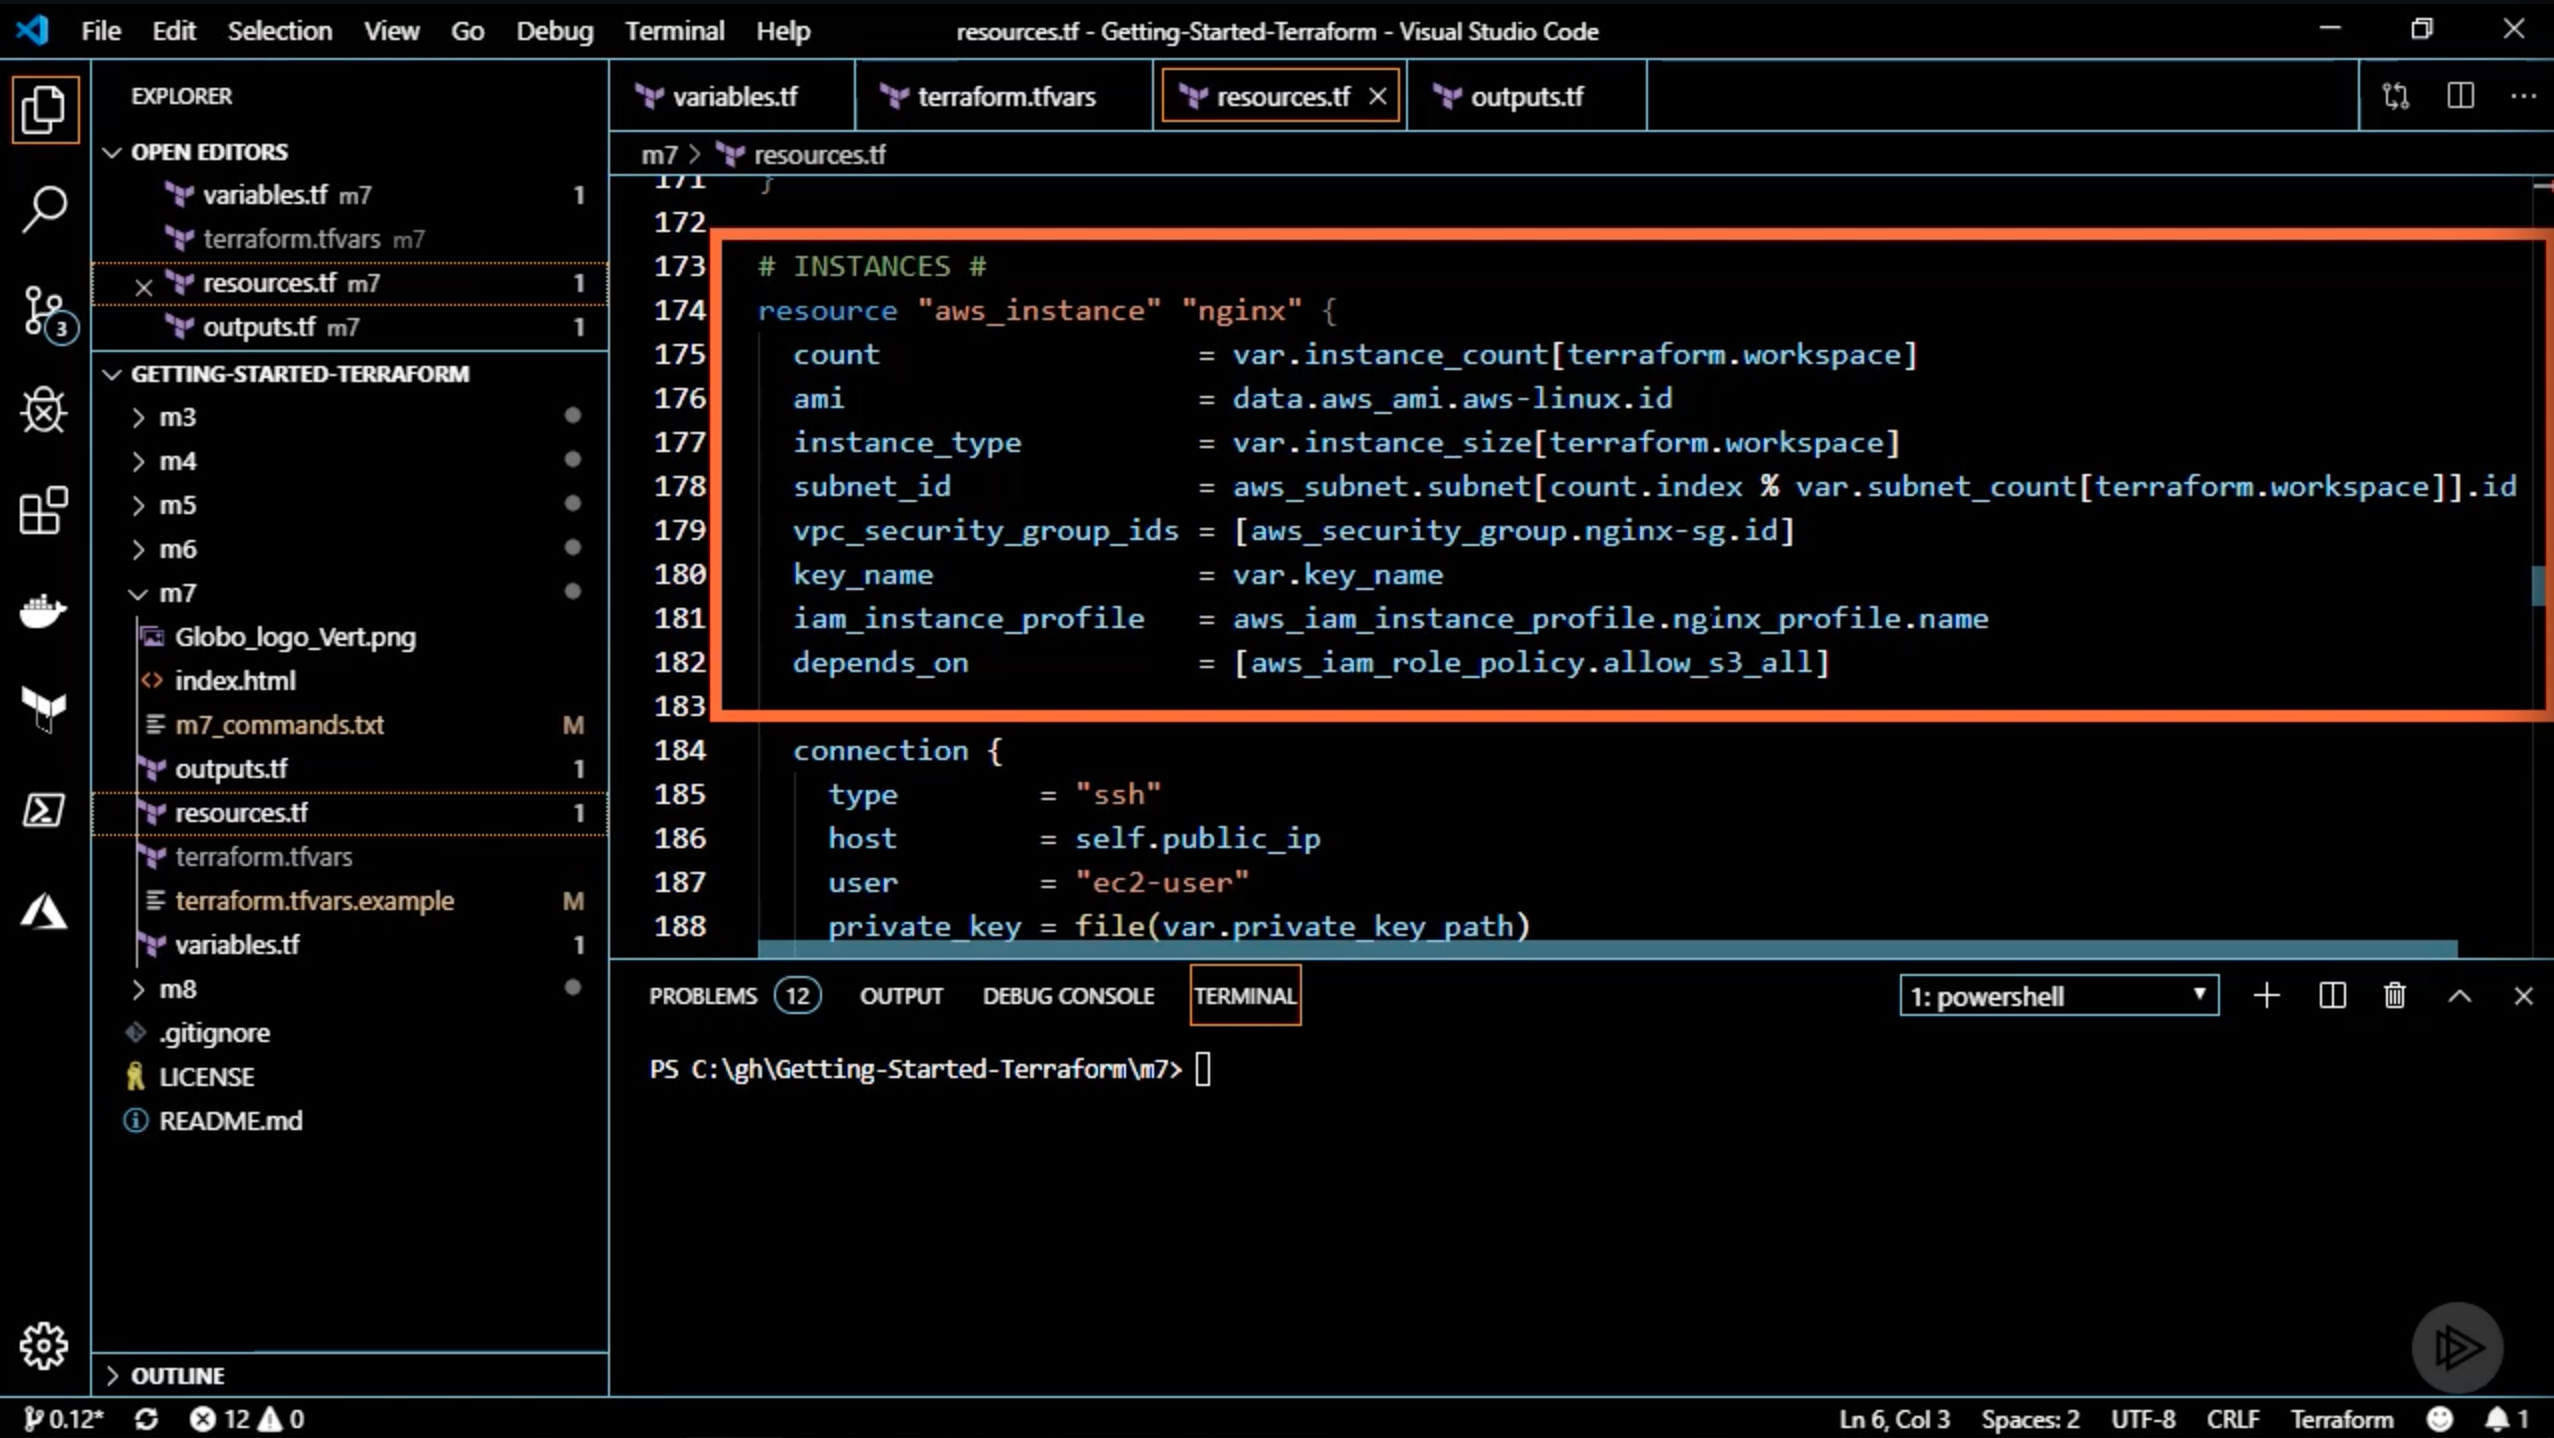 File Edit Selection View Go Debug Terminal Help resources.tf - Getting-Started-Terraform - Visual Studio Code
EXPLORER
OPEN EDITORS
variables.tf m7 1
terraform.tfvars m7
resources.tf m7 1
outputs.tf m7 1
3
GETTING-STARTED-TERRAFORM
m3
m4
m5
m6
m7
Globo_logo_Vert.png
index.html
m7_commands.txt M
outputs.tf 1
resources.tf 1
terraform.tfvars
terraform.tfvars.example M
variables.tf 1
m8
.gitignore
LICENSE
README.md
OUTLINE
variables.tf terraform.tfvars resources.tf outputs.tf
m7 > resources.tf
171 }
172
173 # INSTANCES #
174 resource "aws_instance" "nginx" {
175 count = var.instance_count[terraform.workspace]
176 ami = data.aws_ami.aws-linux.id
177 instance_type = var.instance_size[terraform.workspace]
178 subnet_id = aws_subnet.subnet[count.index % var.subnet_count[terraform.workspace]].id
179 vpc_security_group_ids = [aws_security_group.nginx-sg.id]
180 key_name = var.key_name
181 iam_instance_profile = aws_iam_instance_profile.nginx_profile.name
182 depends_on = [aws_iam_role_policy.allow_s3_all]
183
184 connection {
185 type = "ssh"
186 host = self.public_ip
187 user = "ec2-user"
188 private_key = file(var.private_key_path)
PROBLEMS 12 OUTPUT DEBUG CONSOLE TERMINAL 1: powershell
PS C:\gh\Getting-Started-Terraform\m7>
0.12* 12 0 Ln 6, Col 3 Spaces: 2 UTF-8 CRLF Terraform 1